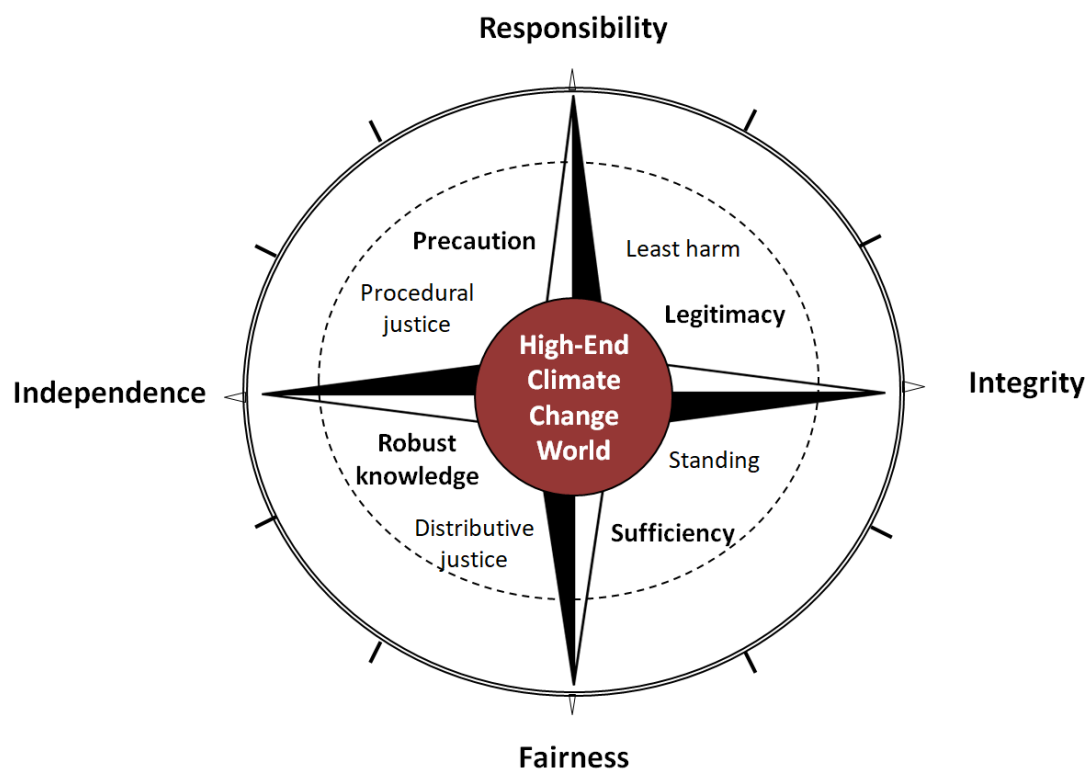 Responsibility
Precaution
Least harm
Procedural
justice
Legitimacy
High-End
Climate
Change
World
Independence
Integrity
Robust
knowledge
Standing
Distributive
justice
Sufficiency
Fairness